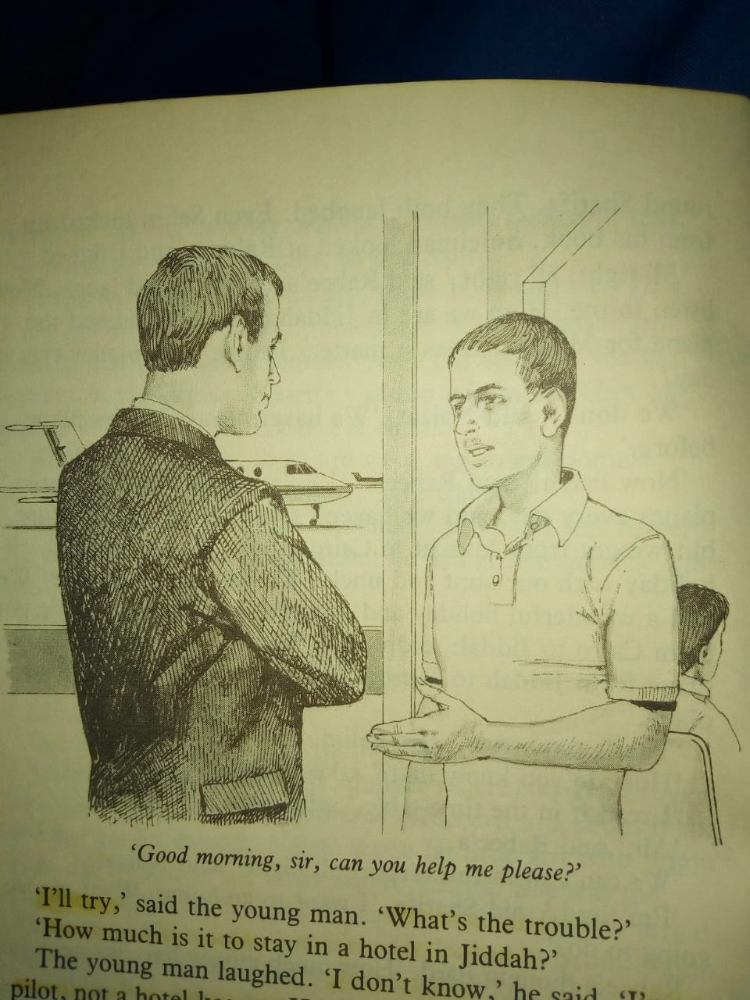 ‘Good morning, sir, can you help me please?’
‘I’ll try,’ said the young man. ‘What’s the trouble?’
‘How much is it to stay in a hotel in Jiddah?’
The young man laughed. ‘I don’t know,’ he said. ‘I’
pilot, not a hotel